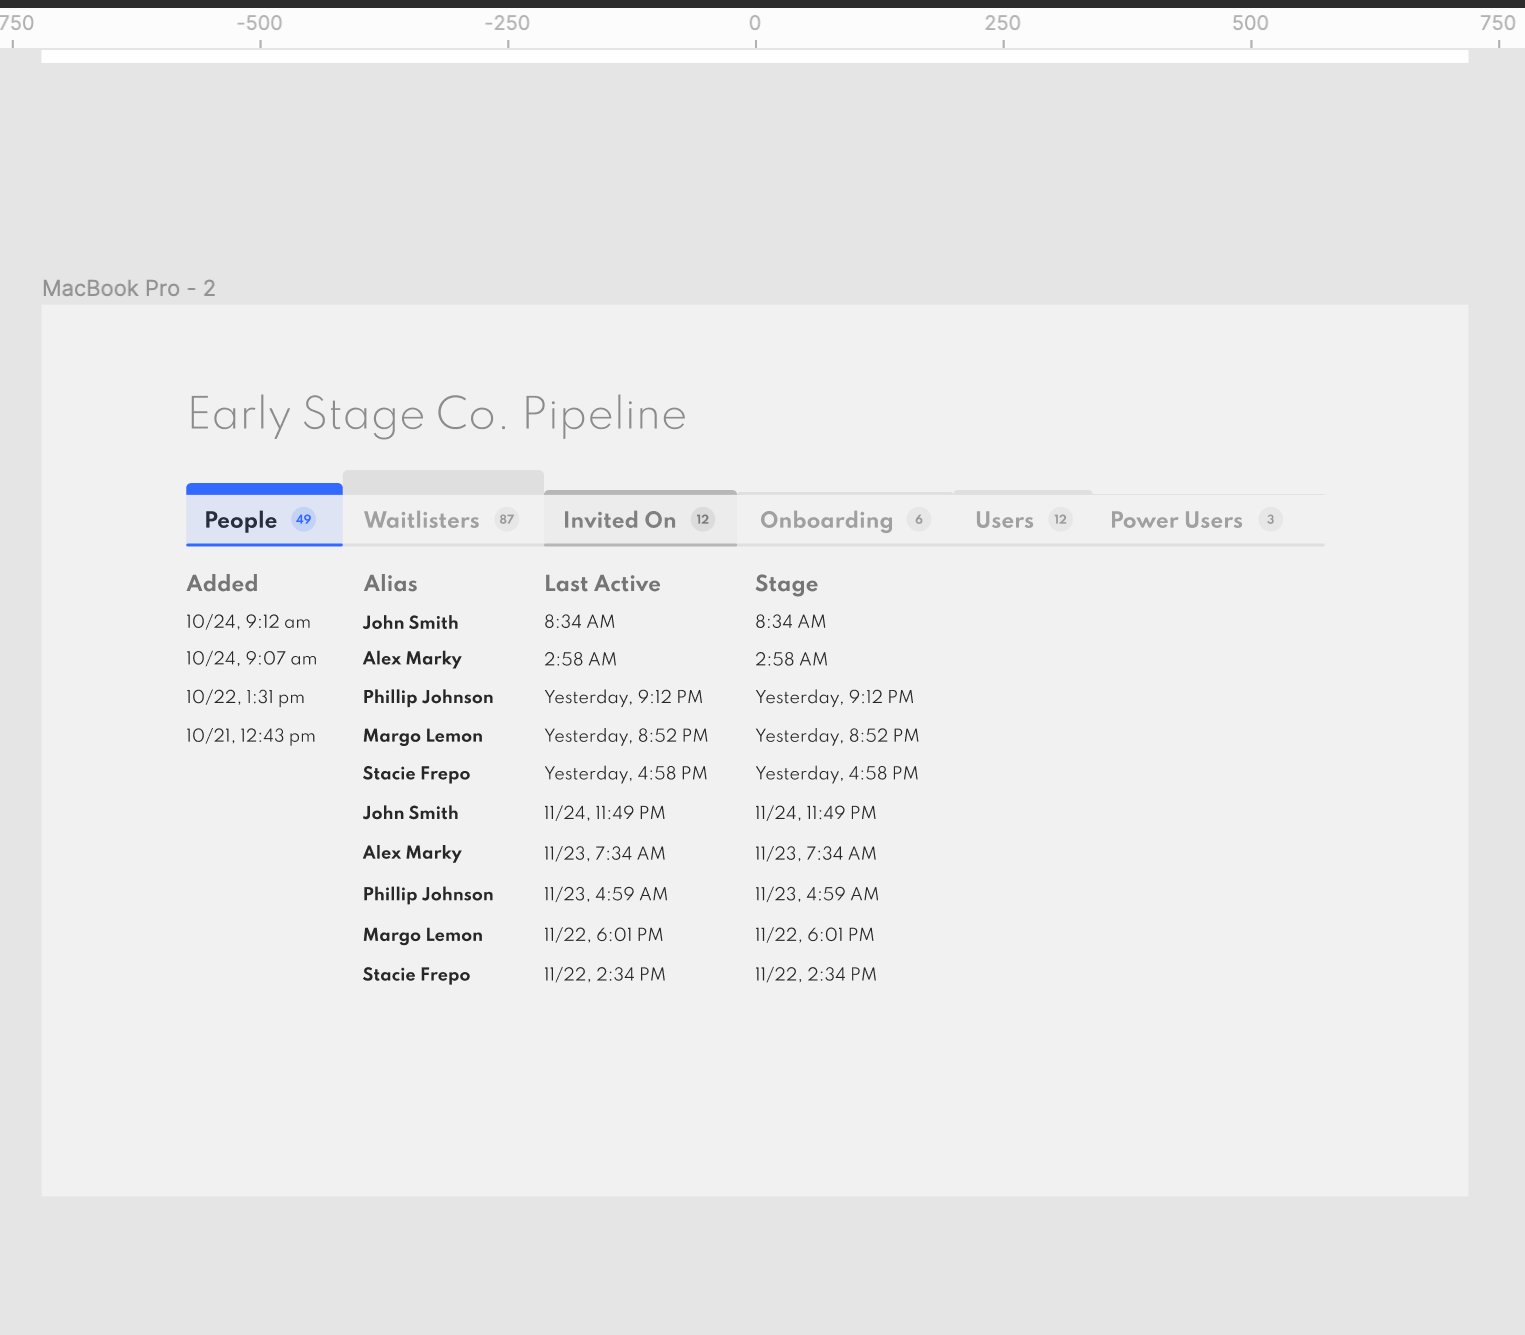 750 -500 -250 0 250 500 750
MacBook Pro - 2
Early Stage Co. Pipeline
People 49 Waitlisters 87 Invited On 12 Onboarding 6 Users 12 Power Users 3
Added Alias Last Active Stage
10/24, 9:12 am John Smith 8:34 AM 8:34 AM
10/24, 9:07 am Alex Marky 2:58 AM 2:58 AM
10/22, 1:31 pm Phillip Johnson Yesterday, 9:12 PM Yesterday, 9:12 PM
10/21, 12:43 pm Margo Lemon Yesterday, 8:52 PM Yesterday, 8:52 PM
Stacie Frepo Yesterday, 4:58 PM Yesterday, 4:58 PM
John Smith 11/24, 11:49 PM 11/24, 11:49 PM
Alex Marky 11/23, 7:34 AM 11/23, 7:34 AM
Phillip Johnson 11/23, 4:59 AM 11/23, 4:59 AM
Margo Lemon 11/22, 6:01 PM 11/22, 6:01 PM
Stacie Frepo 11/22, 2:34 PM 11/22, 2:34 PM